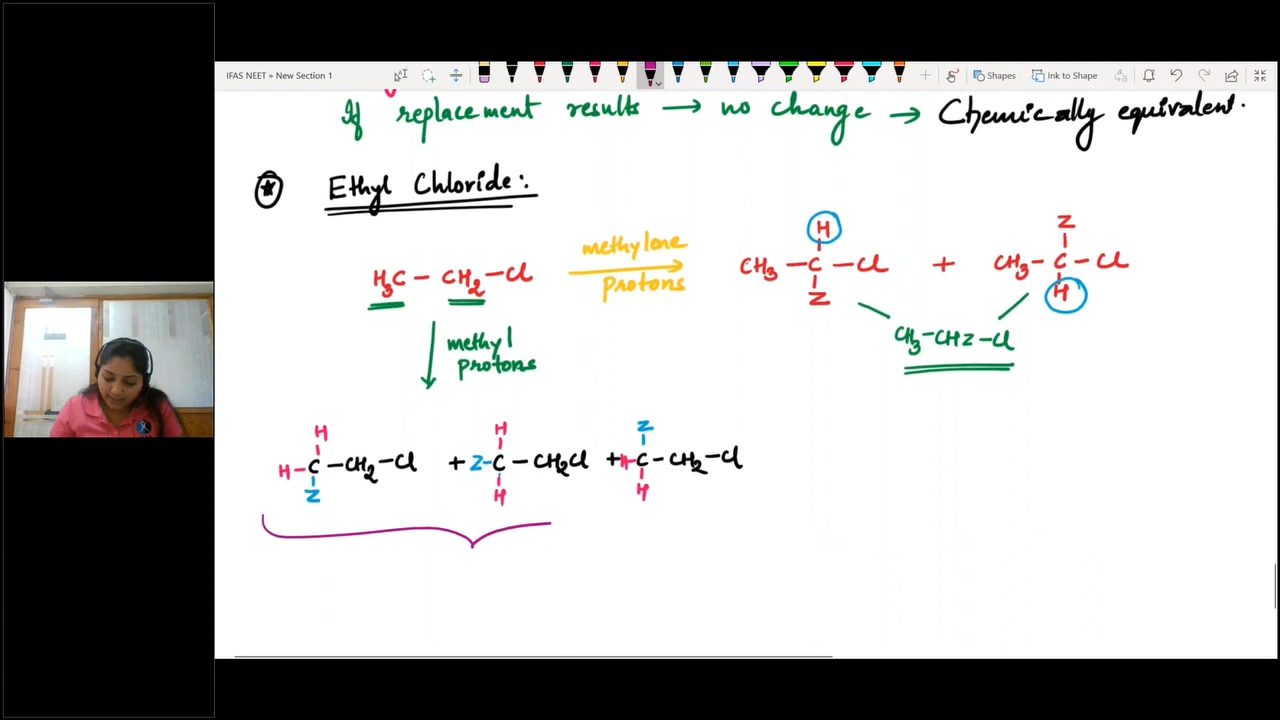 IFAS NEET » New Section 1
Shapes
Ink to Shape
If replacement results → no change → Chemically equivalent.
* Ethyl Chloride:
H3C - CH2 - Cl
methylene
protons
H
CH3 - C - Cl
Z
+
Z
CH3 - C - Cl
H
CH3 - CHZ - Cl
methyl
protons
H
H - C - CH2 - Cl
Z
+
H
Z - C - CH2Cl
H
+
Z
H - C - CH2 - Cl
H